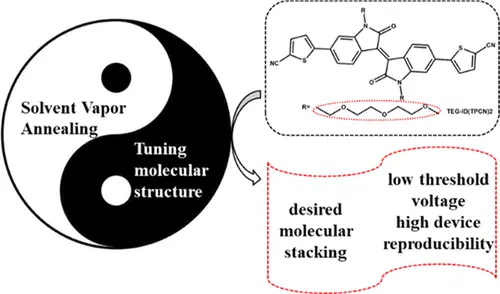 Solvent Vapor
Annealing
Tuning
molecular
structure
R
N
O
NC
S
S
CN
O
N
R
R=
O
O
O
TEG-ID(TPCN)2
desired
molecular
stacking
low threshold
voltage
high device
reproducibility